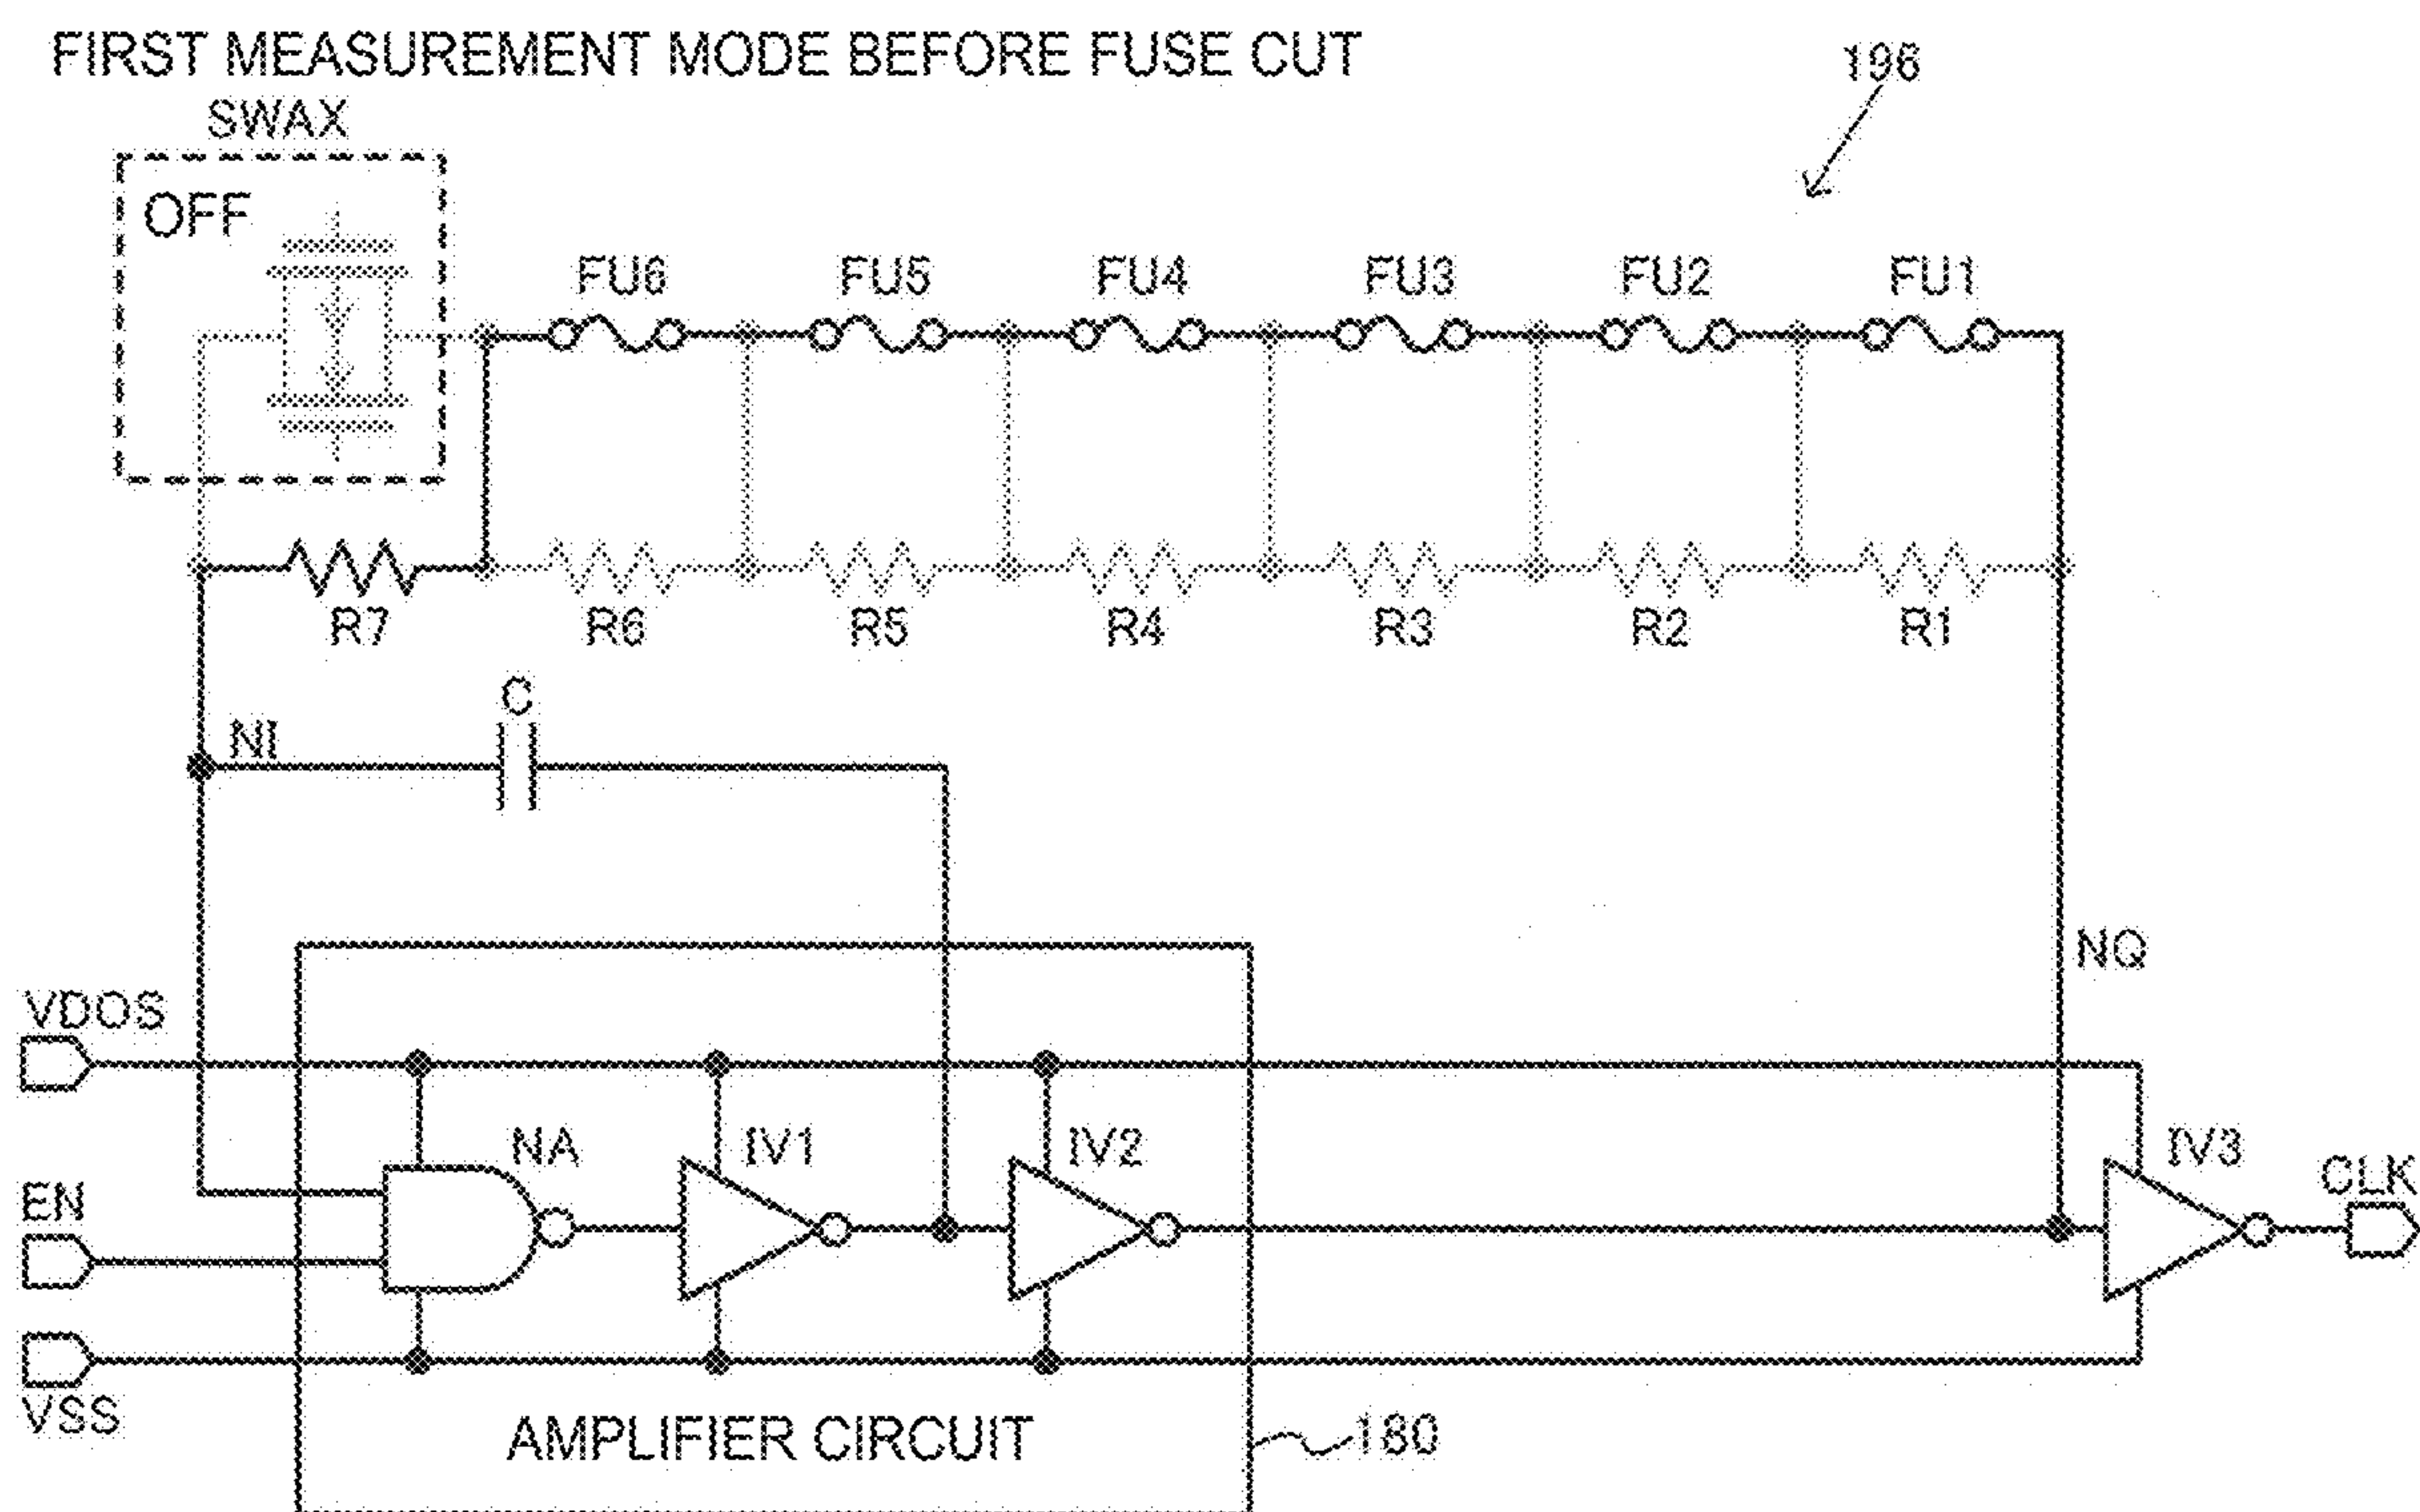 FIRST MEASUREMENT MODE BEFORE FUSE CUT
196
SWAX
OFF
FU6 FU5 FU4 FU3 FU2 FU1
R7 R6 R5 R4 R3 R2 R1
C
NI
NQ
VDOS
NA IV1 IV2 IV3
EN
CLK
VSS
AMPLIFIER CIRCUIT
180